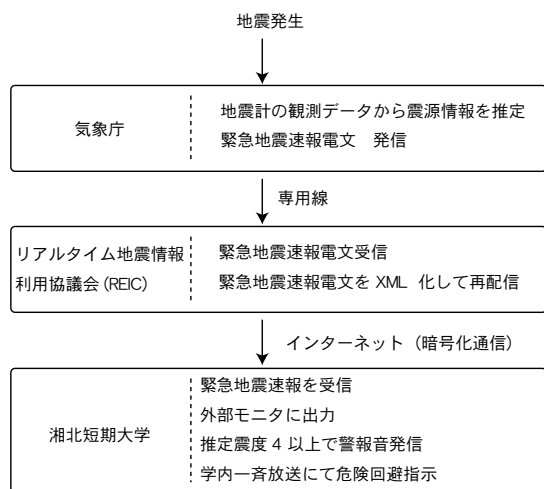 地震発生
気象庁
地震計の観測データから震源情報を推定
緊急地震速報電文　発信
専用線
リアルタイム地震情報
利用協議会(REIC)
緊急地震速報電文受信
緊急地震速報電文を XML 化して再配信
インターネット（暗号化通信）
湘北短期大学
緊急地震速報を受信
外部モニタに出力
推定震度 4 以上で警報音発信
学内一斉放送にて危険回避指示